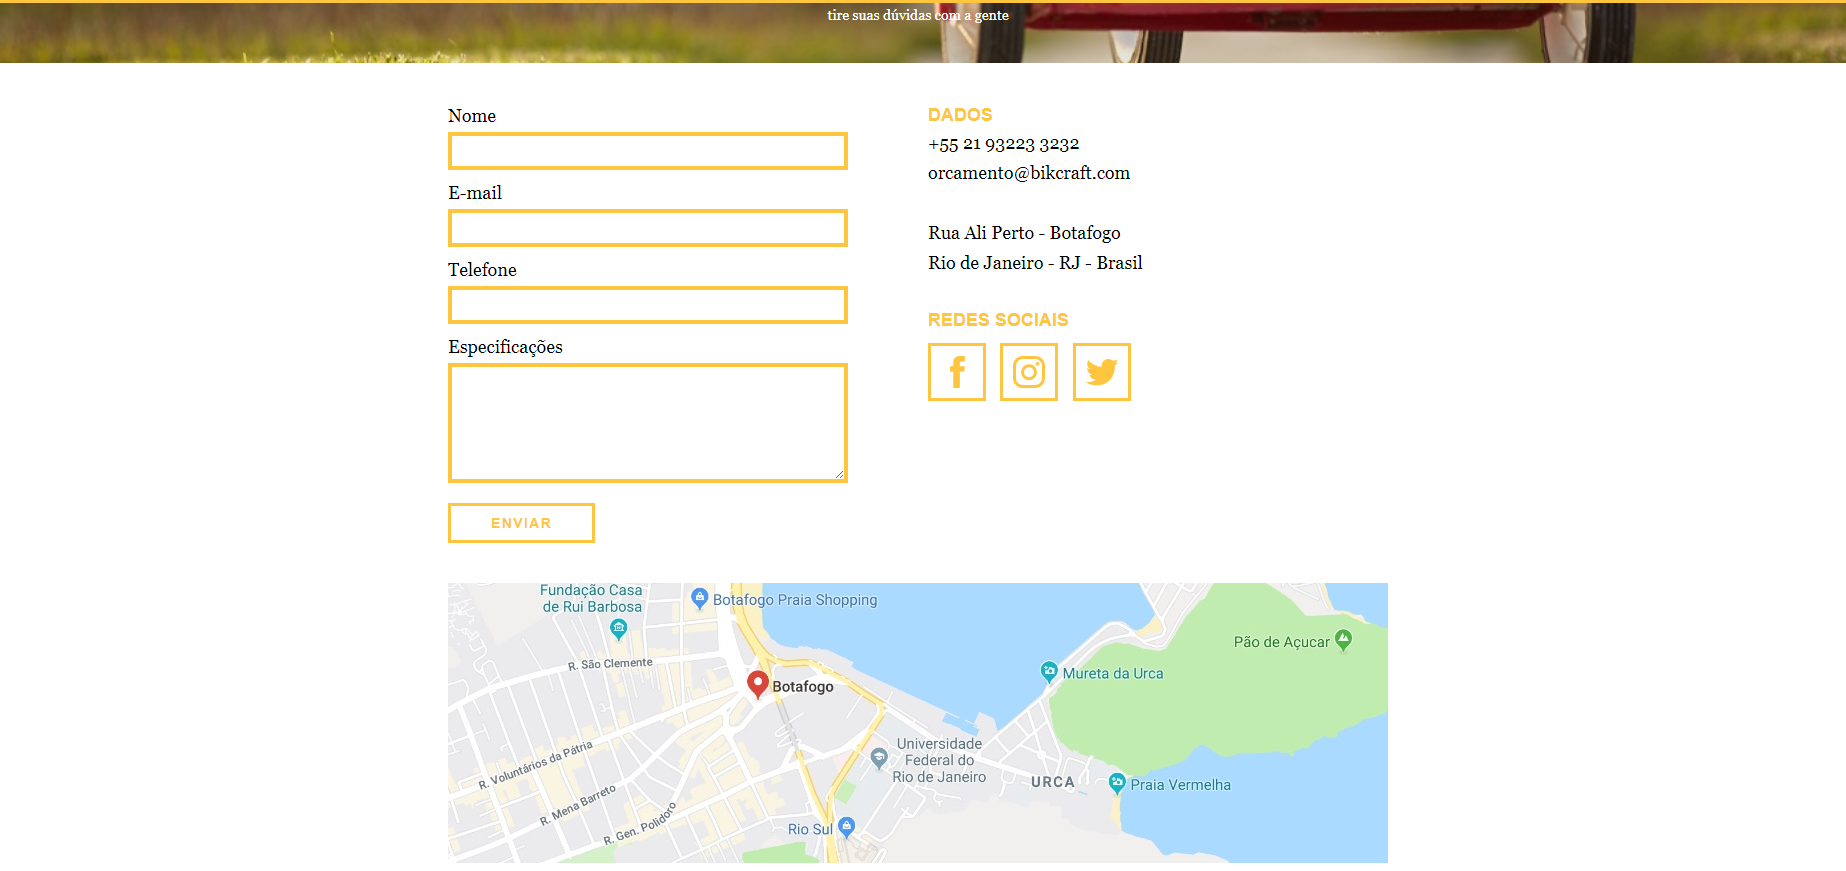 tire suas dúvidas com a gente
Nome
E-mail
Telefone
Especificações
ENVIAR
DADOS
+55 21 93223 3232
orcamento@bikcraft.com
Rua Ali Perto - Botafogo
Rio de Janeiro - RJ - Brasil
REDES SOCIAIS
Fundação Casa
de Rui Barbosa
Botafogo Praia Shopping
Pão de Açucar
R. São Clemente
Mureta da Urca
Botafogo
Universidade
Federal do
Rio de Janeiro
R. Voluntários da Pátria
URCA
Praia Vermelha
R. Mena Barreto
R. Gen. Polidoro
Rio Sul